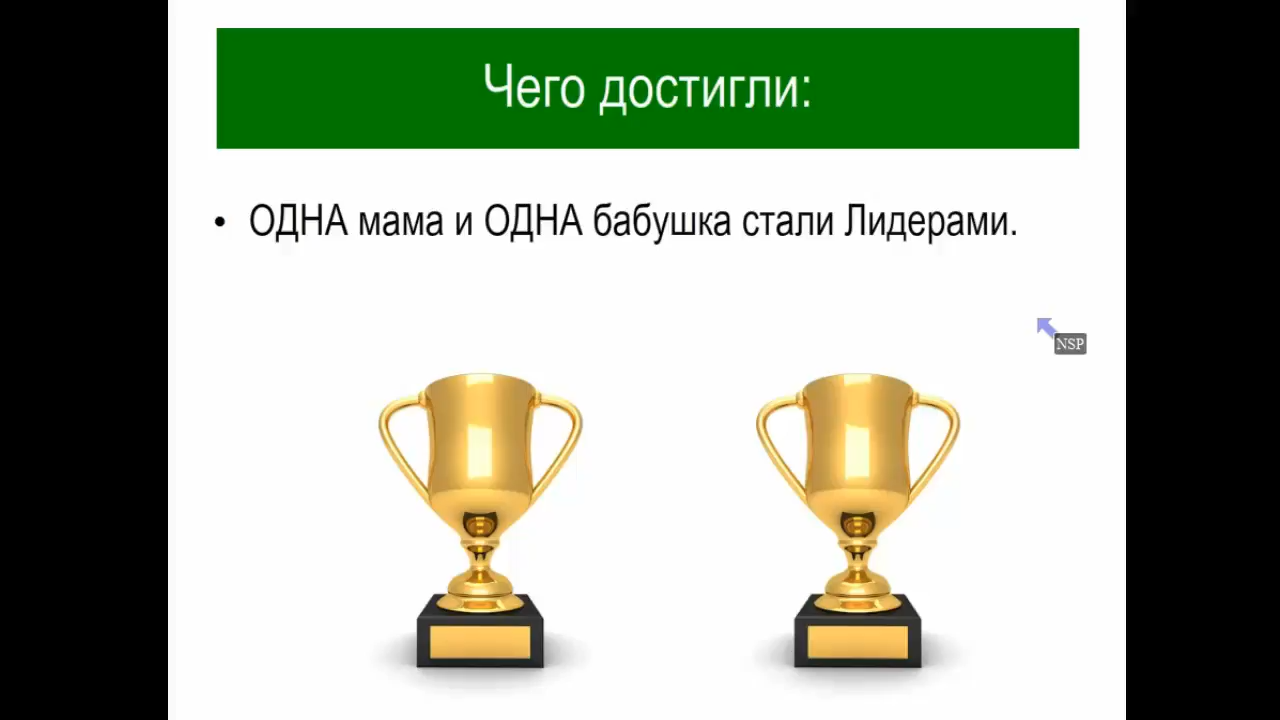 Чего достигли:
• ОДНА мама и ОДНА бабушка стали Лидерами.
NSP